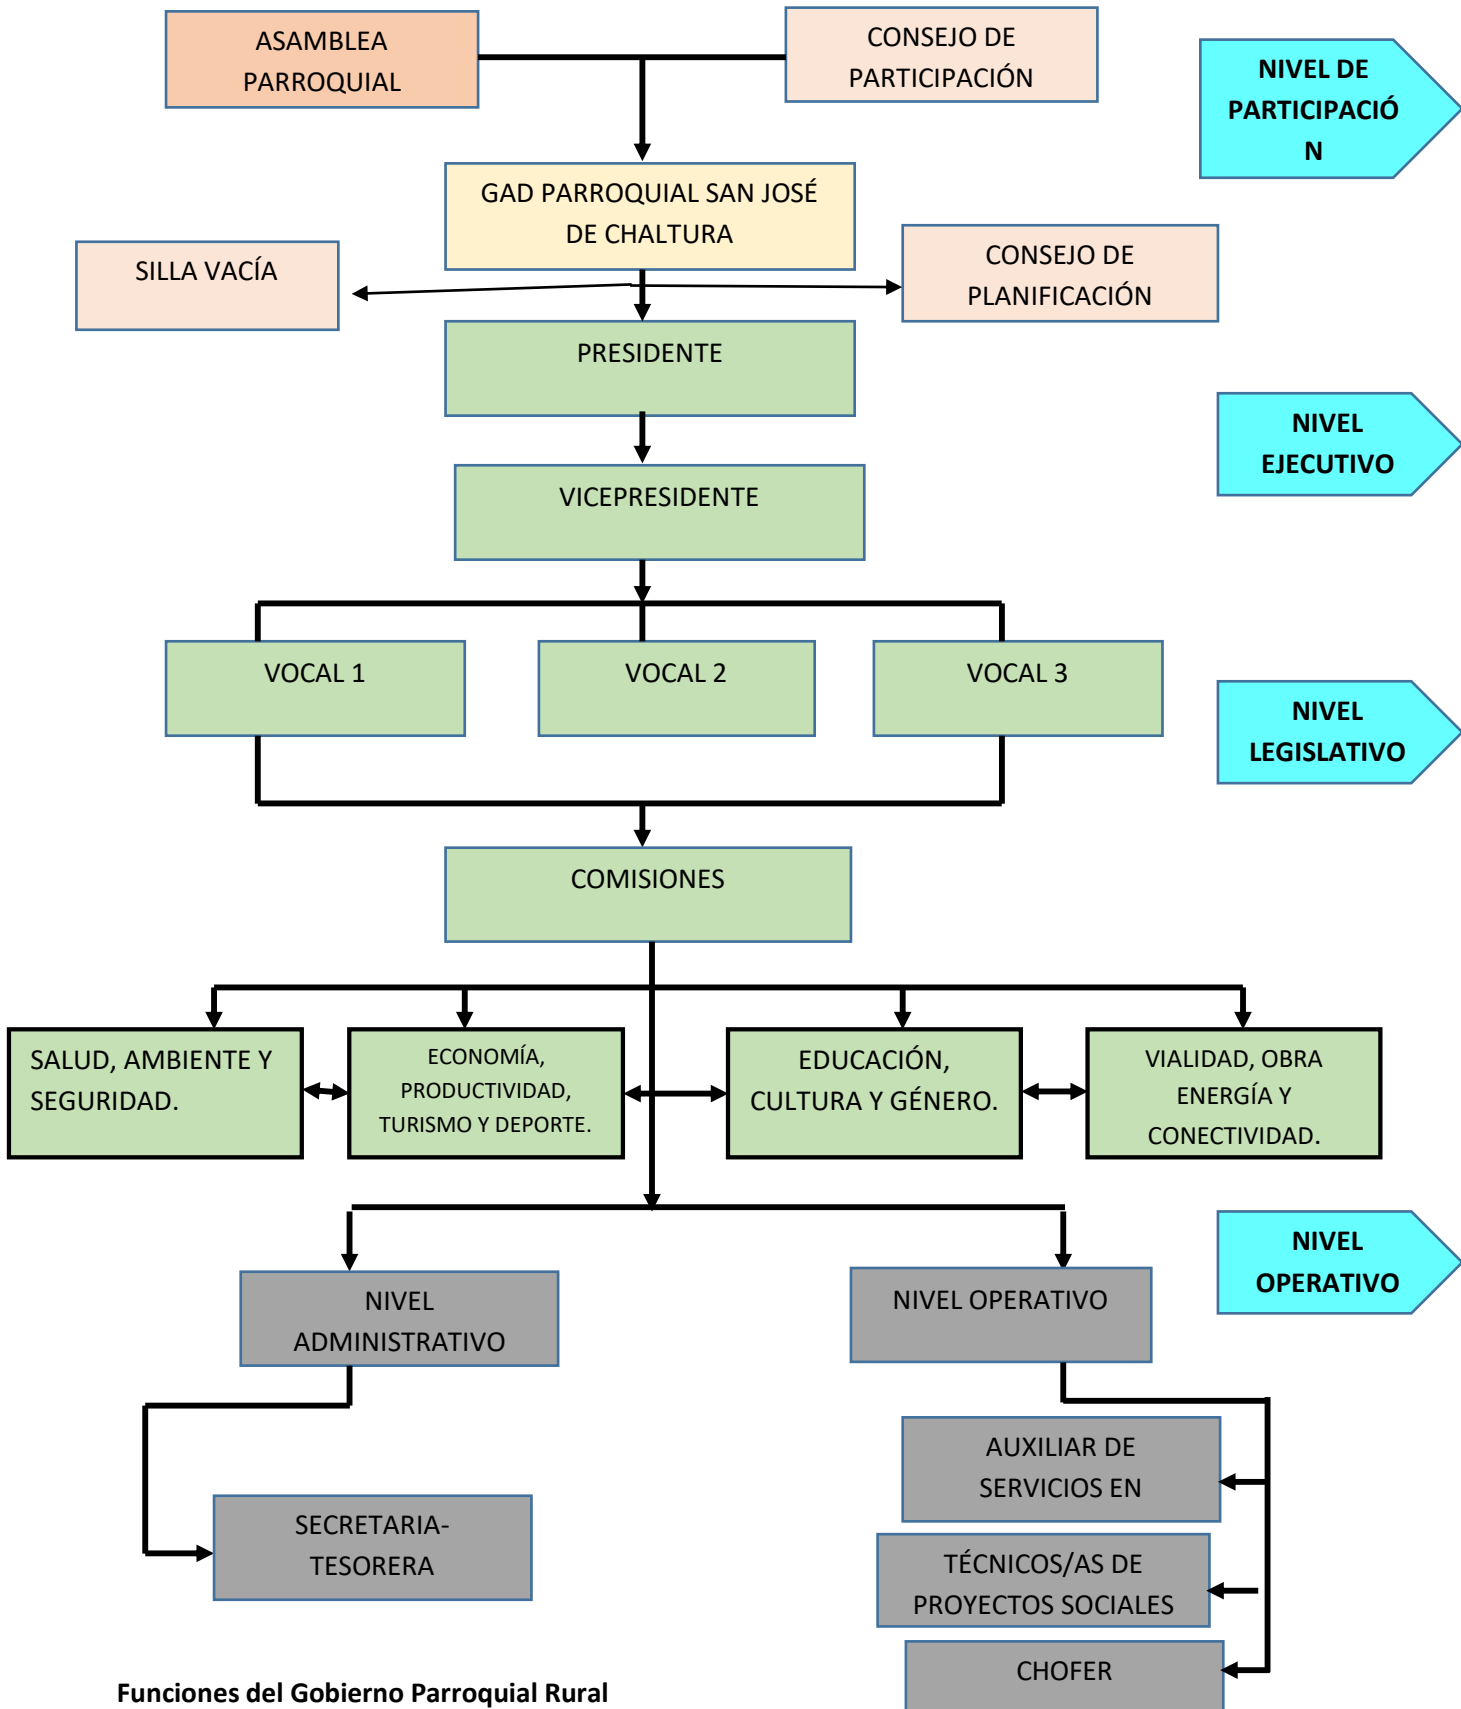 ASAMBLEA
PARROQUIAL
CONSEJO DE
PARTICIPACIÓN
NIVEL DE
PARTICIPACIÓ
N
GAD PARROQUIAL SAN JOSÉ
DE CHALTURA
SILLA VACÍA
CONSEJO DE
PLANIFICACIÓN
PRESIDENTE
NIVEL
EJECUTIVO
VICEPRESIDENTE
VOCAL 1
VOCAL 2
VOCAL 3
NIVEL
LEGISLATIVO
COMISIONES
SALUD, AMBIENTE Y
SEGURIDAD.
ECONOMÍA,
PRODUCTIVIDAD,
TURISMO Y DEPORTE.
EDUCACIÓN,
CULTURA Y GÉNERO.
VIALIDAD, OBRA
ENERGÍA Y
CONECTIVIDAD.
NIVEL
OPERATIVO
NIVEL
ADMINISTRATIVO
NIVEL OPERATIVO
AUXILIAR DE
SERVICIOS EN
SECRETARIA-
TESORERA
TÉCNICOS/AS DE
PROYECTOS SOCIALES
CHOFER
Funciones del Gobierno Parroquial Rural